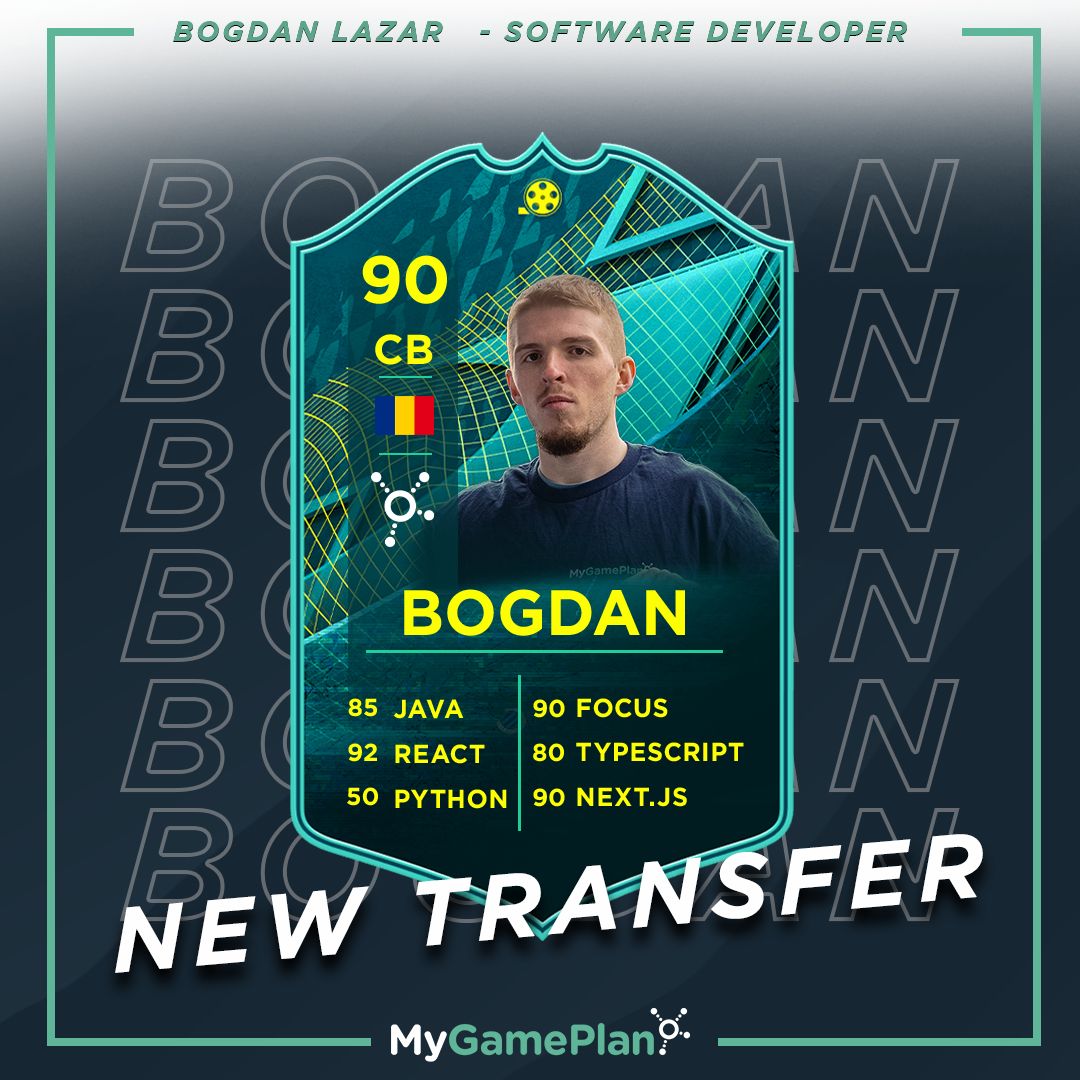 BOGDAN LAZAR - SOFTWARE DEVELOPER
BOGDAN
BOGDAN
BOGDAN
BOGDAN
BOGDAN
BOGDAN
90
CB
MyGamePlan
BOGDAN
85 JAVA
92 REACT
50 PYTHON
90 FOCUS
80 TYPESCRIPT
90 NEXT.JS
NEW TRANSFER
MyGamePlan